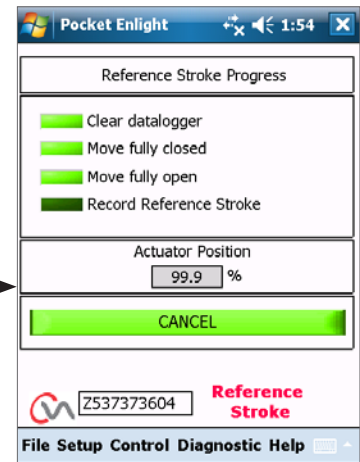 Pocket Enlight 1:54
Reference Stroke Progress
Clear datalogger
Move fully closed
Move fully open
Record Reference Stroke
Actuator Position
99.9 %
CANCEL
Z537373604
Reference
Stroke
File Setup Control Diagnostic Help